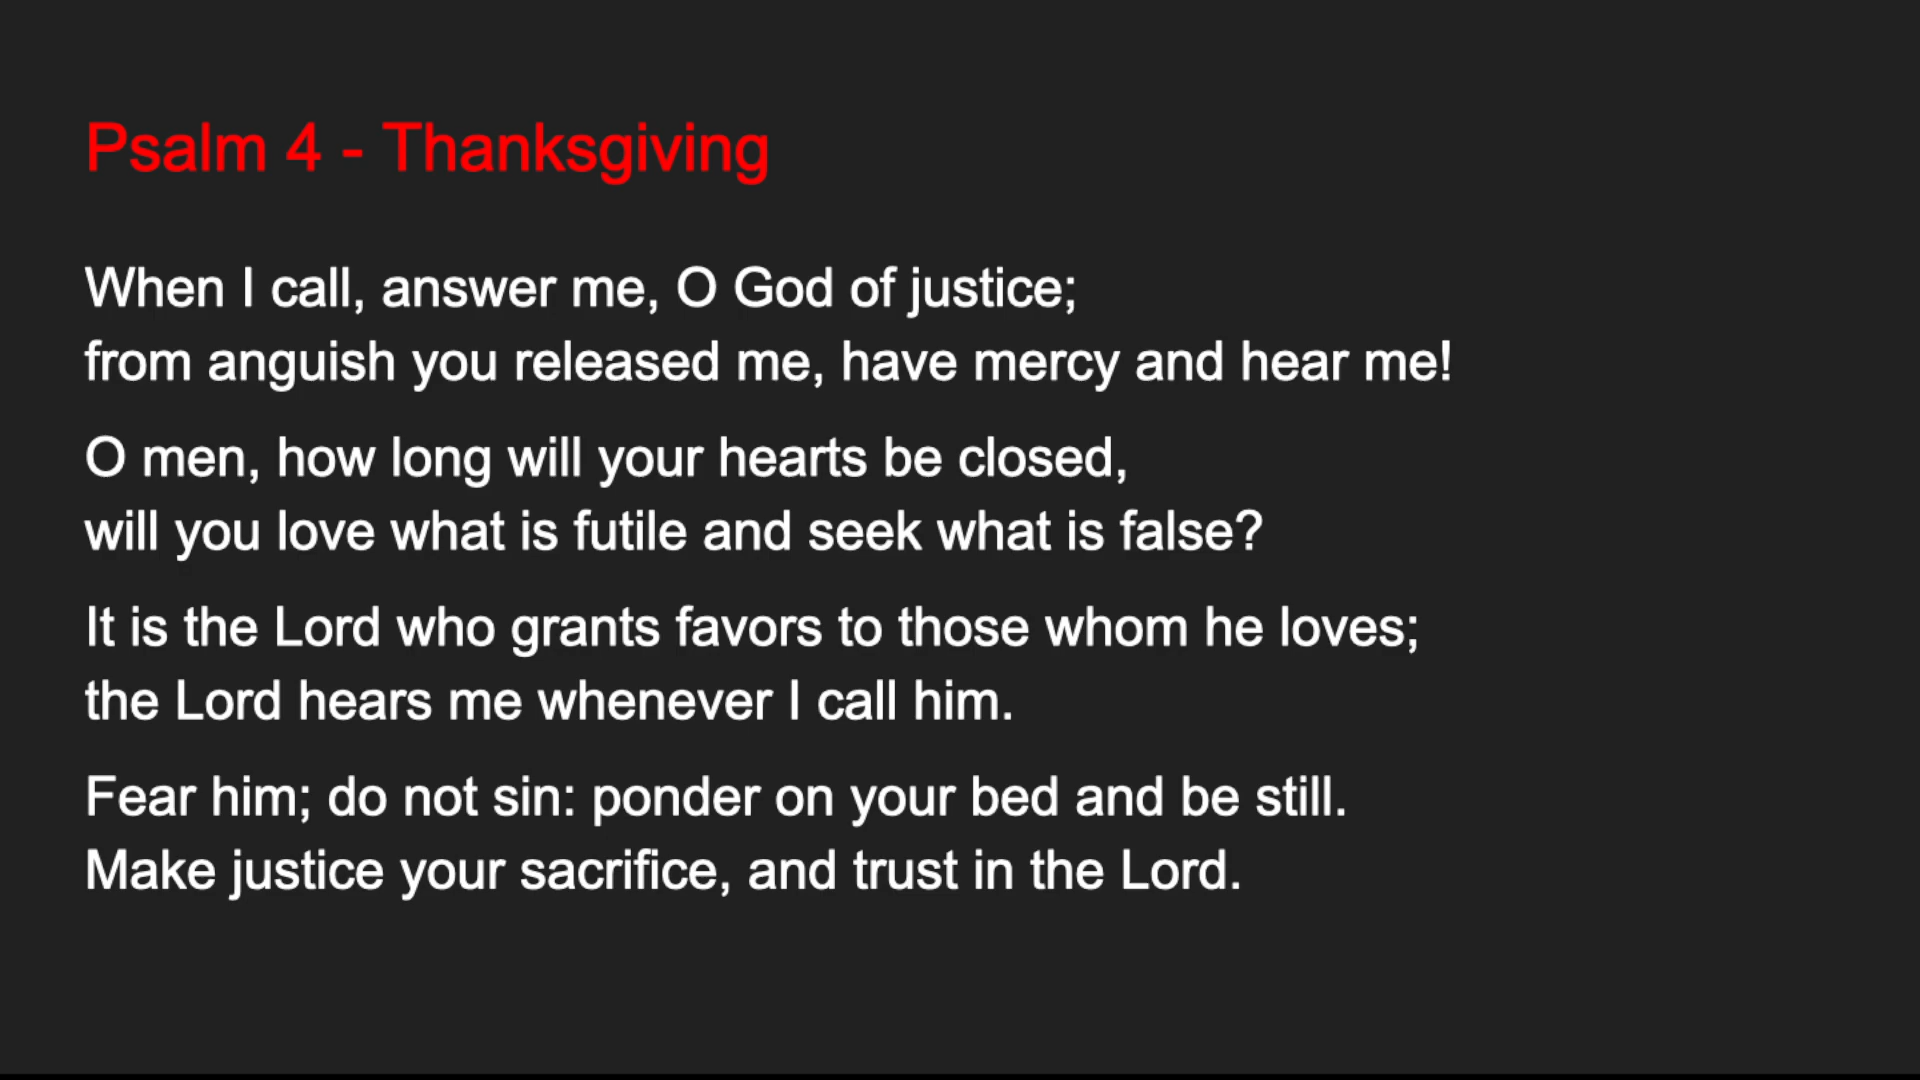 Psalm 4 - Thanksgiving
When I call, answer me, O God of justice;
from anguish you released me, have mercy and hear me!
O men, how long will your hearts be closed,
will you love what is futile and seek what is false?
It is the Lord who grants favors to those whom he loves;
the Lord hears me whenever I call him.
Fear him; do not sin: ponder on your bed and be still.
Make justice your sacrifice, and trust in the Lord.